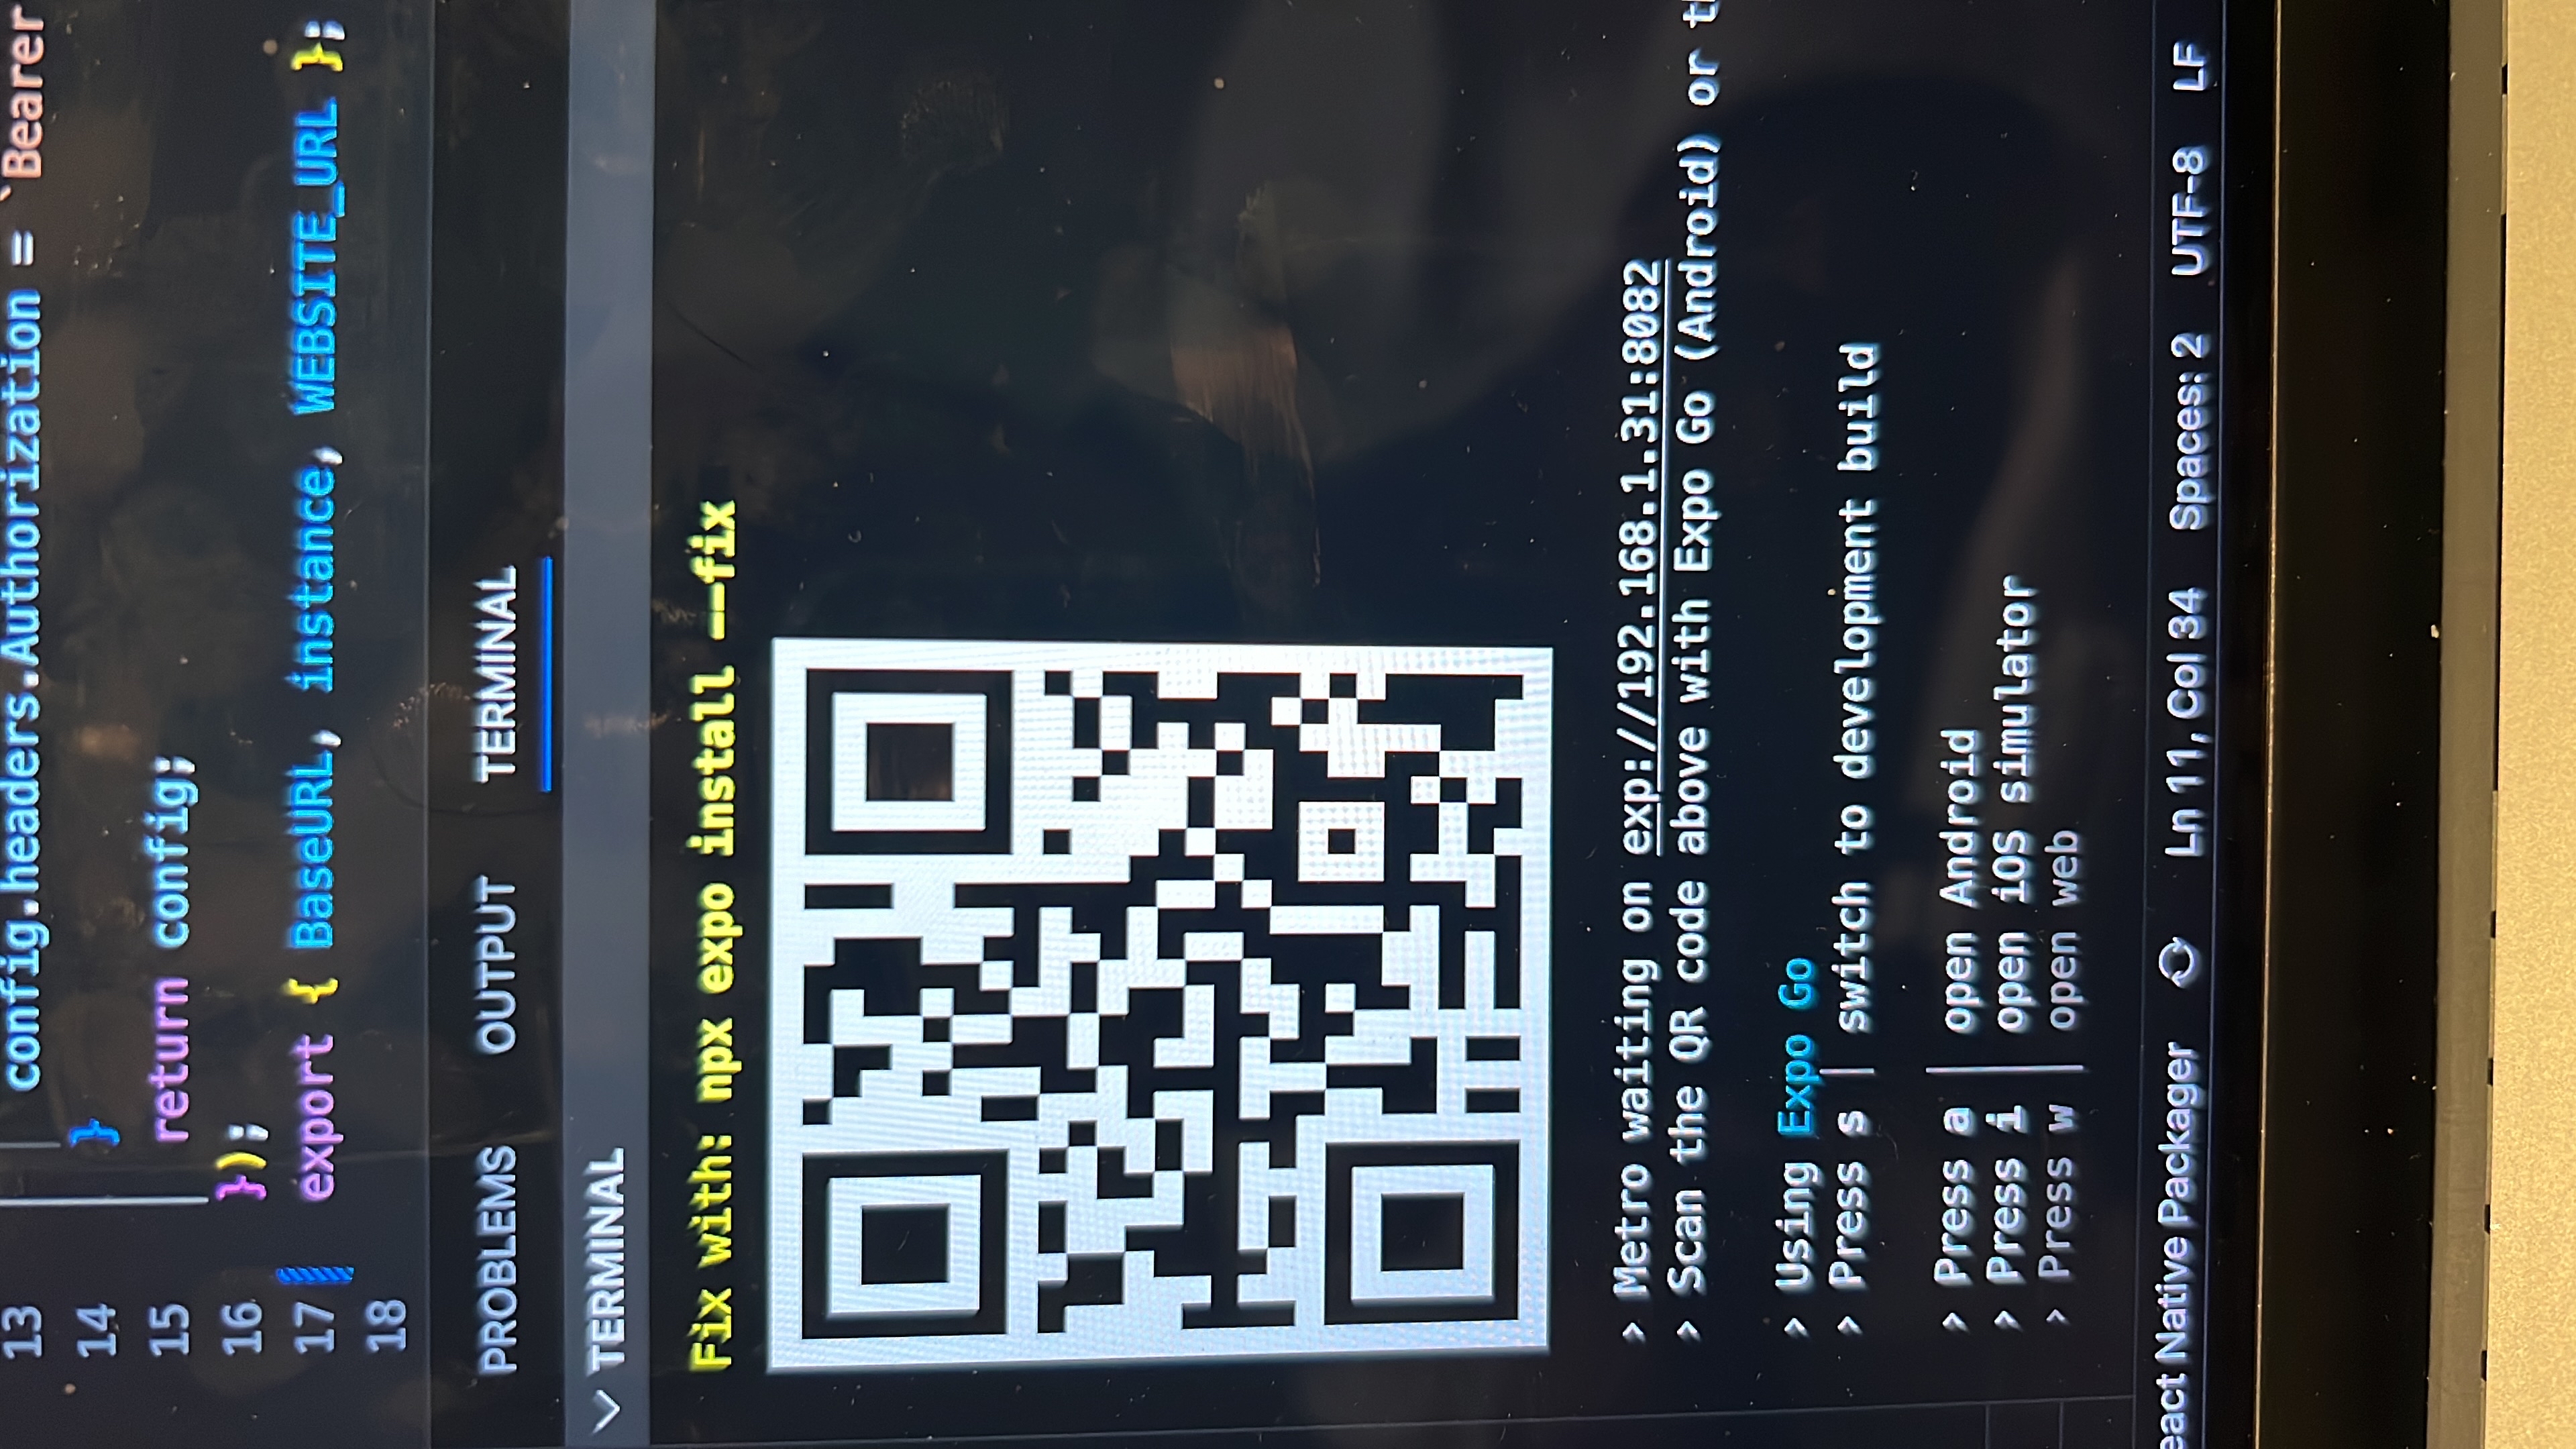 13 config.headers.Authorization = `Bearer
14 }
15 return config;
16 });
17 export { BaseURL, instance, WEBSITE_URL };
18
PROBLEMS OUTPUT TERMINAL
TERMINAL
Fix with: npx expo install --fix
> Metro waiting on exp://192.168.1.31:8082
> Scan the QR code above with Expo Go (Android) or
> Using Expo Go
> Press s | switch to development build
> Press a | open Android
> Press i | open iOS simulator
> Press w | open web
eact Native Packager Ln 11, Col 34 Spaces: 2 UTF-8 LF